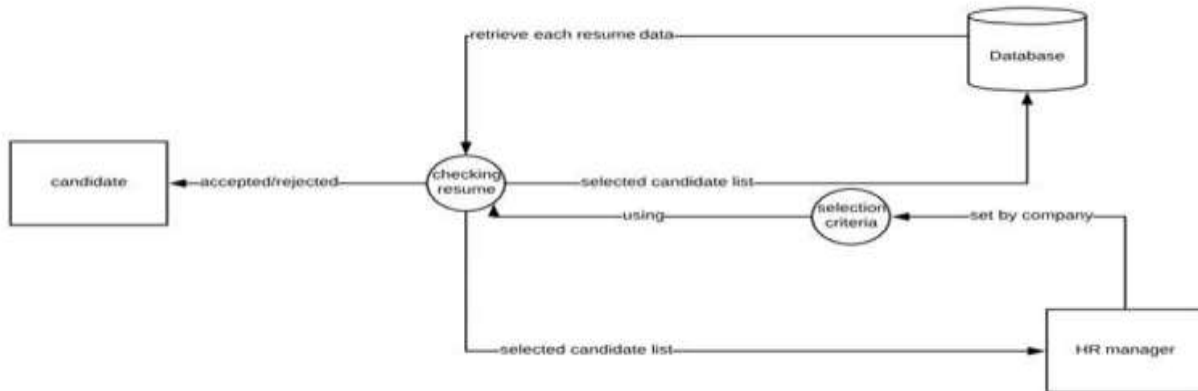 retrieve each resume data
Database
candidate
accepted/rejected
checking
resume
selected candidate list
using
selection
criteria
set by company
selected candidate list
HR manager